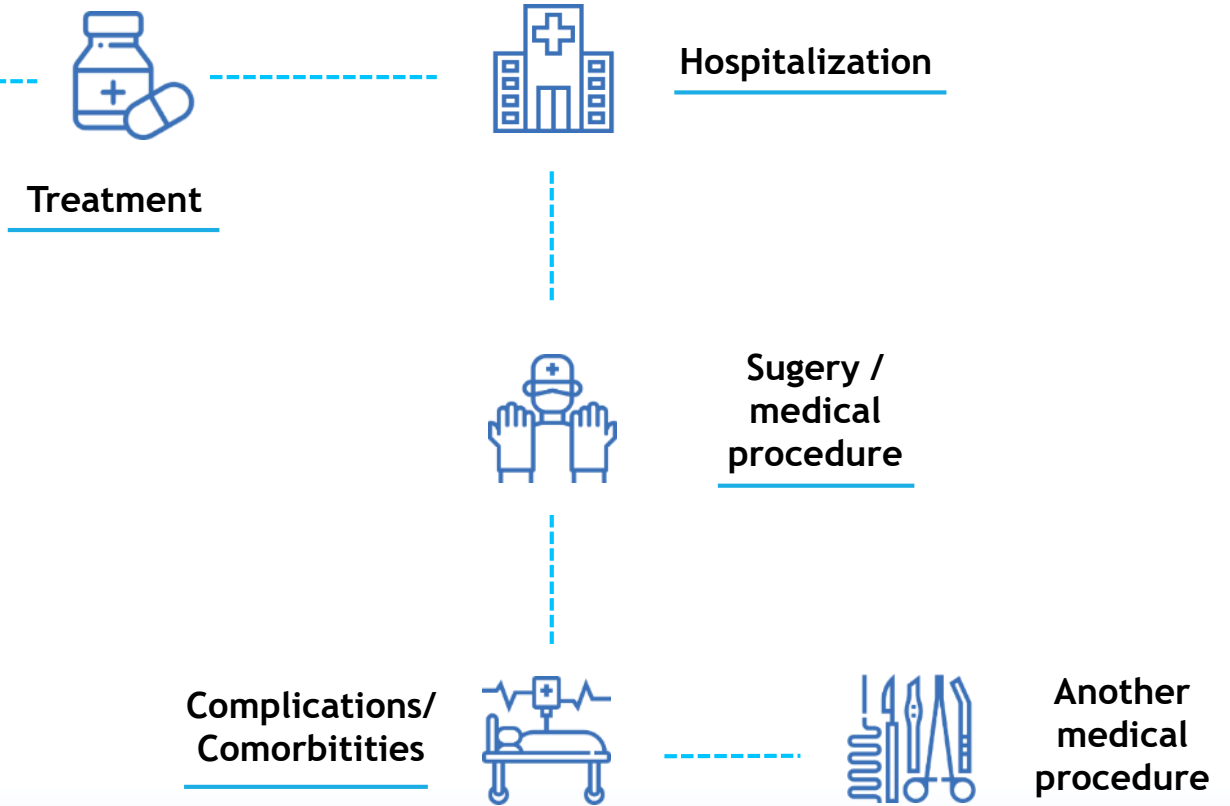 Hospitalization
Treatment
Sugery /
medical
procedure
Complications/
Comorbitities
Another
medical
procedure